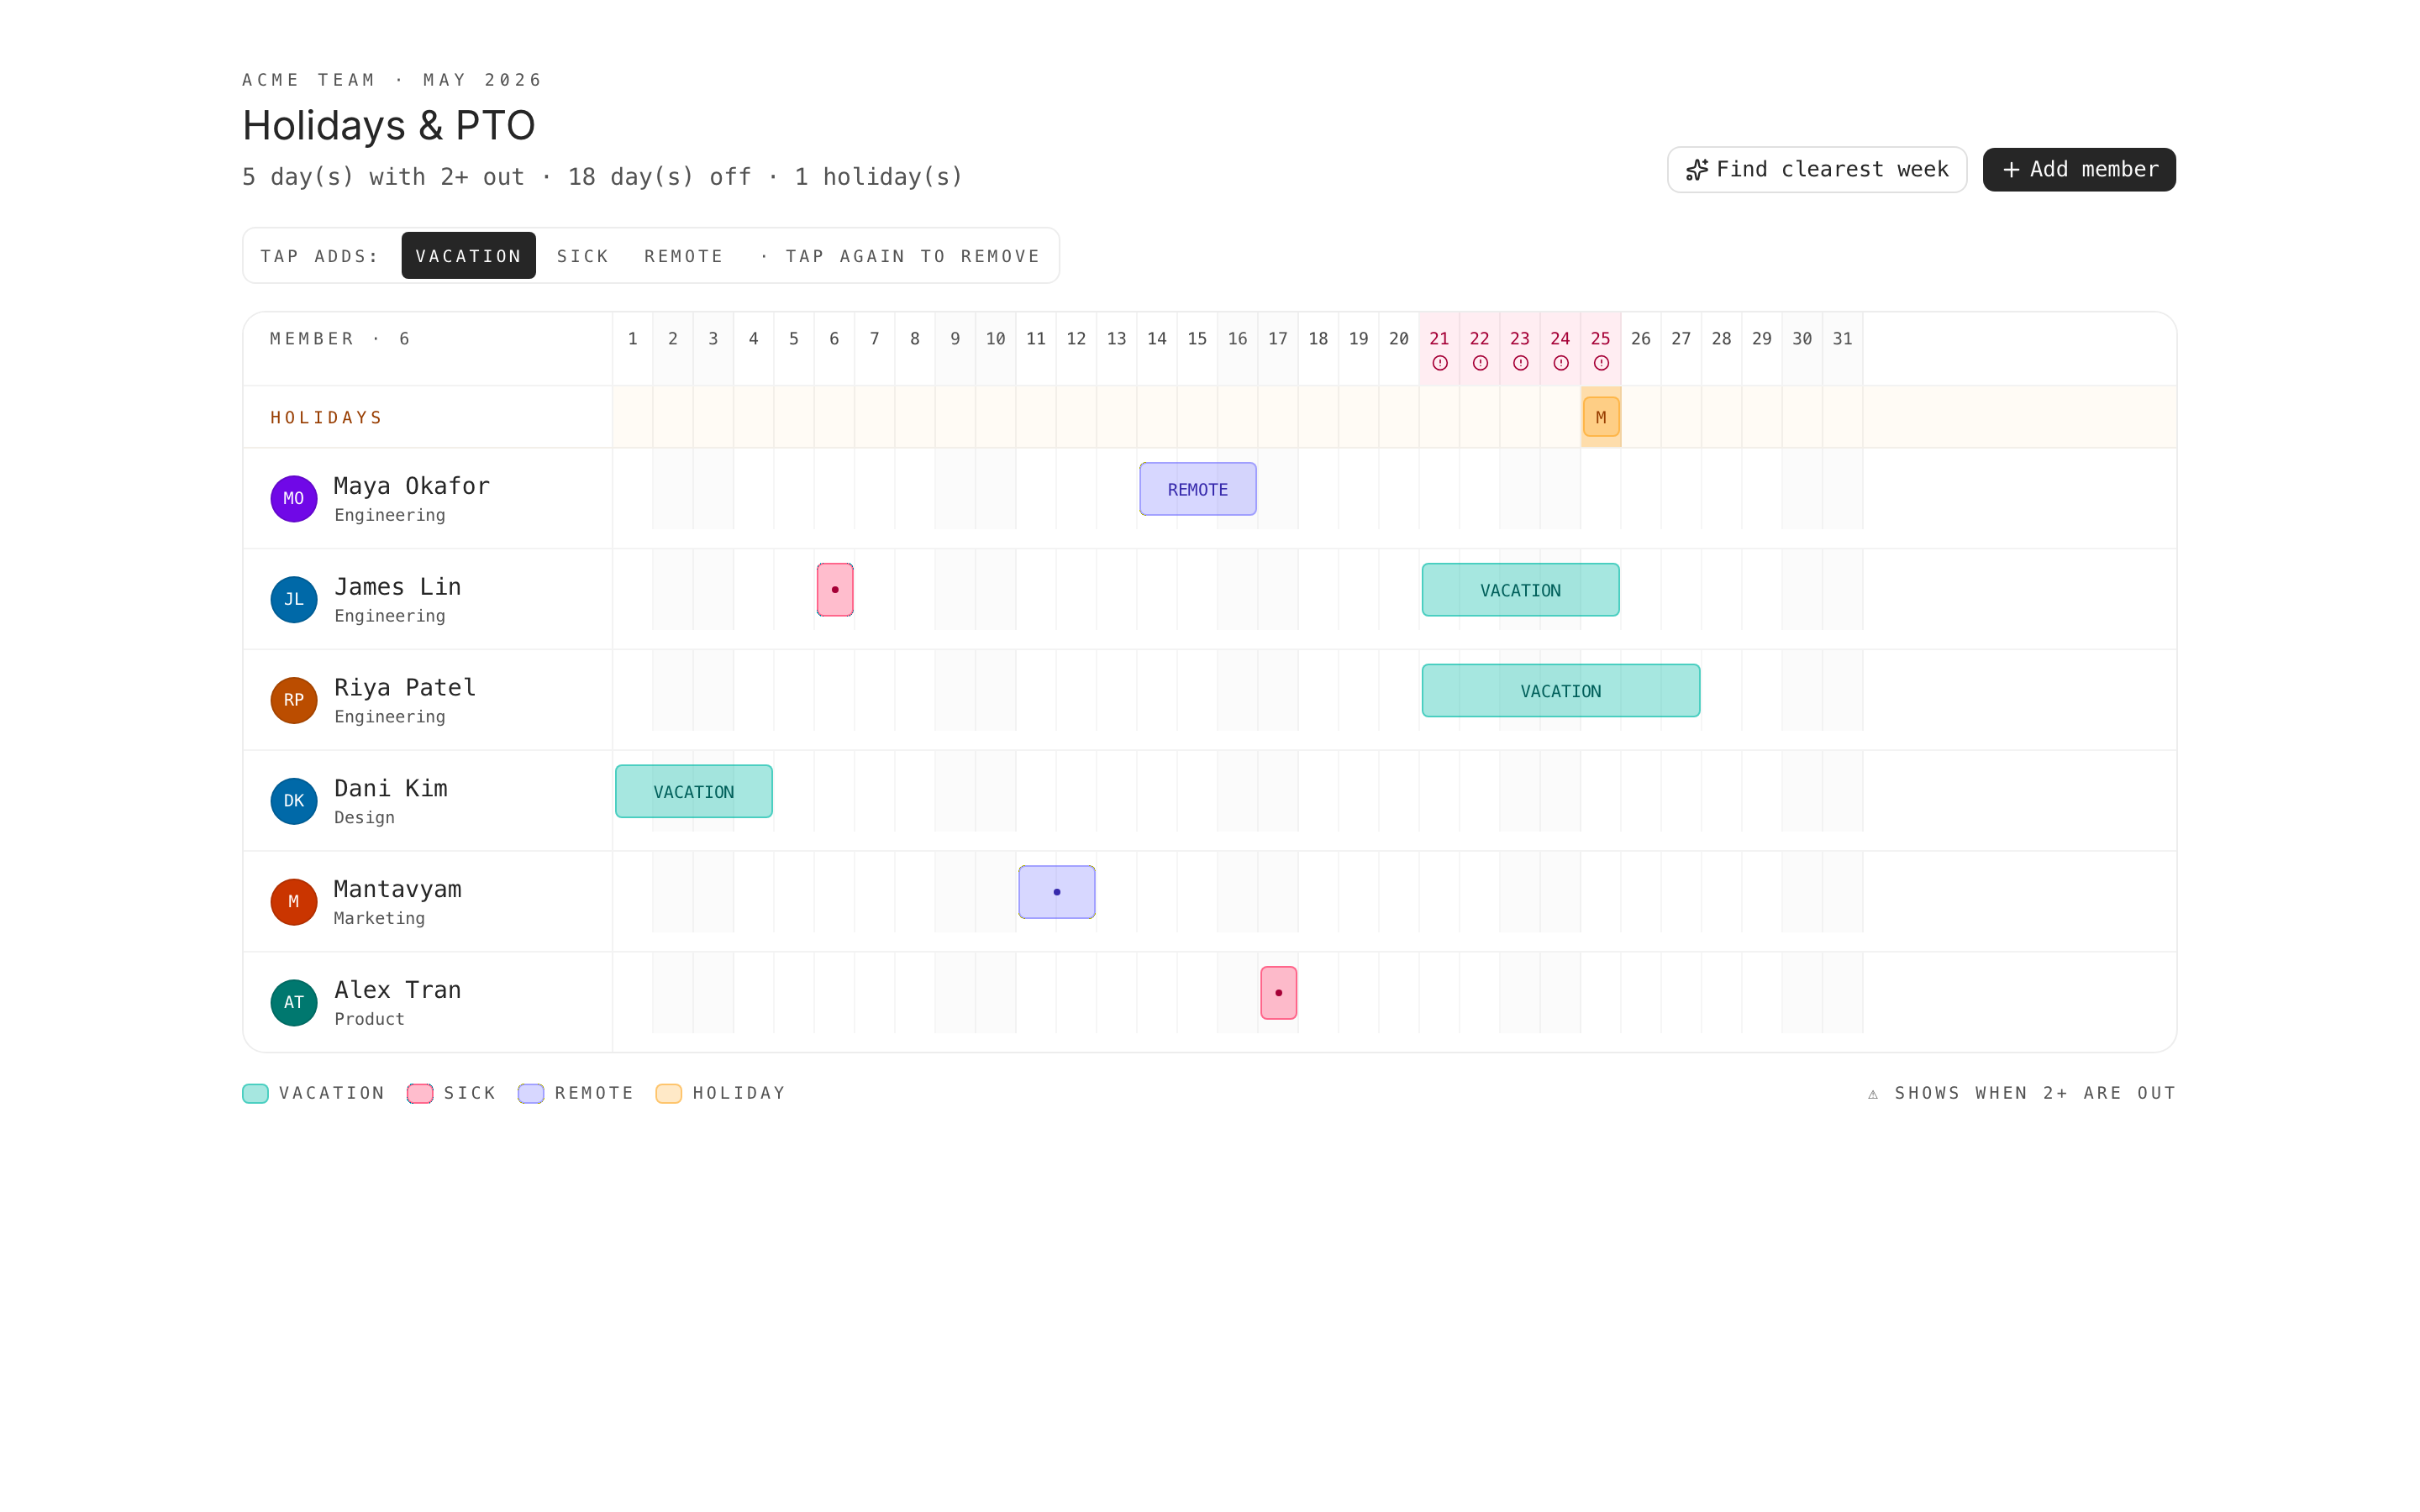 ACME TEAM · MAY 2026
Holidays & PTO
5 day(s) with 2+ out · 18 day(s) off · 1 holiday(s)
Find clearest week
+ Add member
TAP ADDS: VACATION SICK REMOTE · TAP AGAIN TO REMOVE
MEMBER · 6 1 2 3 4 5 6 7 8 9 10 11 12 13 14 15 16 17 18 19 20 21 22 23 24 25 26 27 28 29 30 31
HOLIDAYS M
MO Maya Okafor REMOTE
Engineering
JL James Lin VACATION
Engineering
RP Riya Patel VACATION
Engineering
DK Dani Kim VACATION
Design
M Mantavyam
Marketing
AT Alex Tran
Product
VACATION SICK REMOTE HOLIDAY
⚠ SHOWS WHEN 2+ ARE OUT